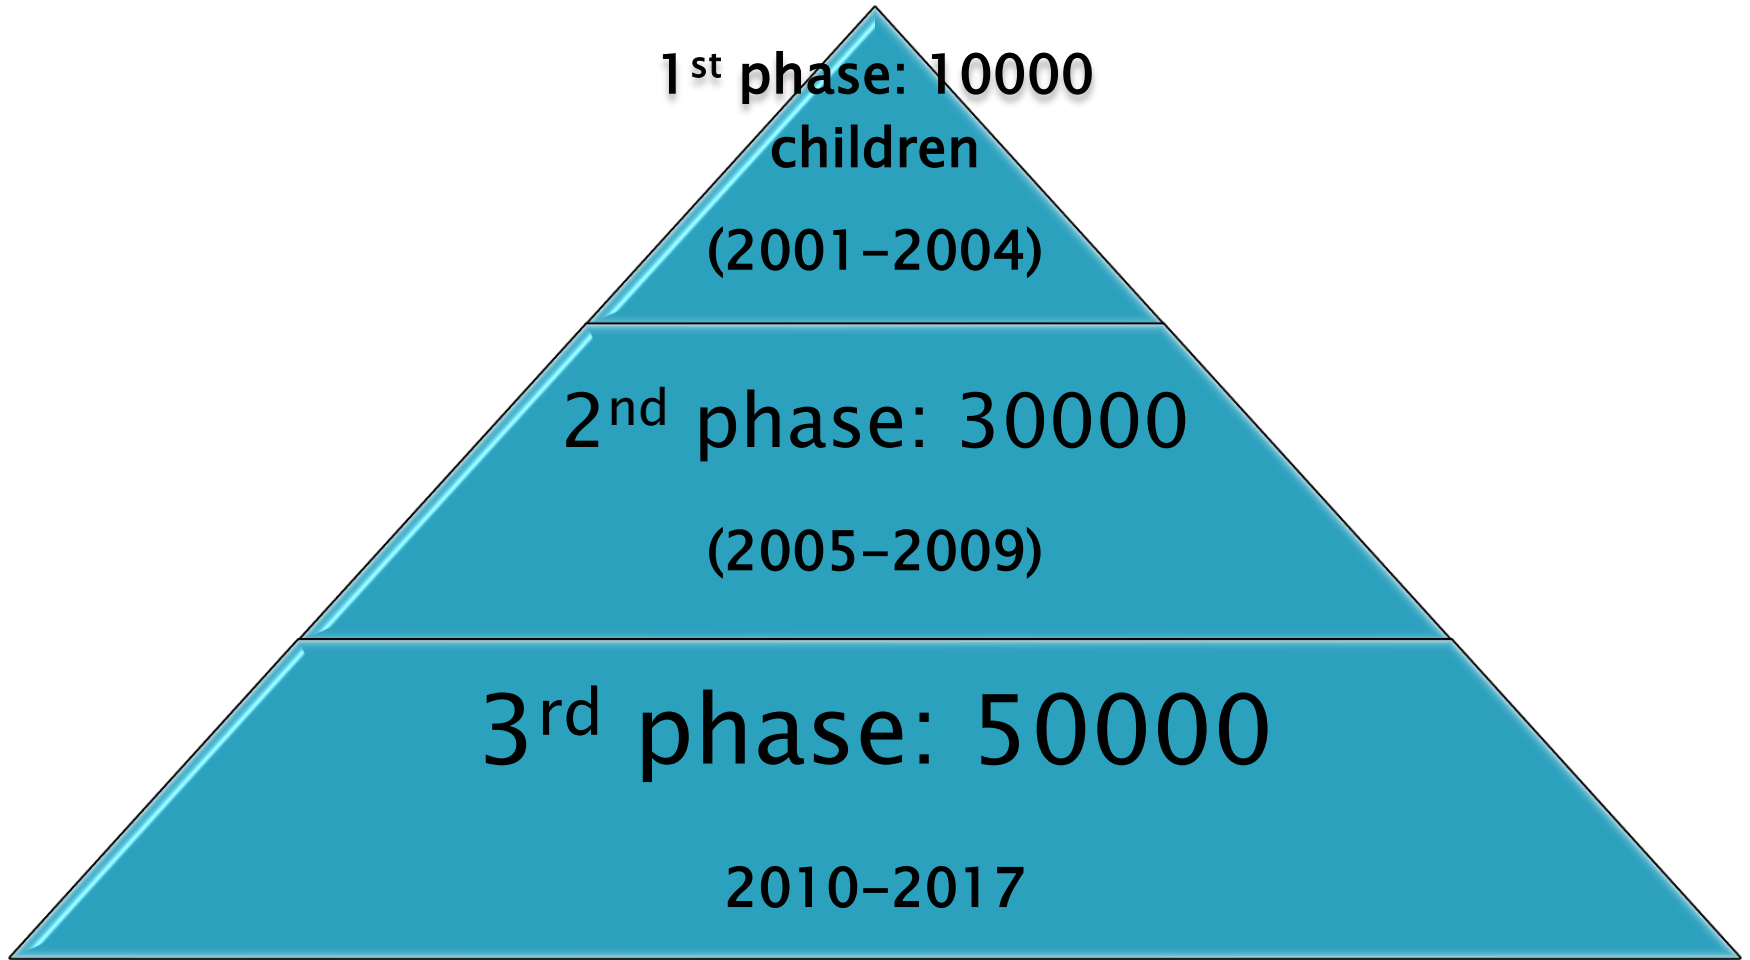 1st phase: 10000
children
(2001-2004)
2nd phase: 30000
(2005-2009)
3rd phase: 50000
2010-2017